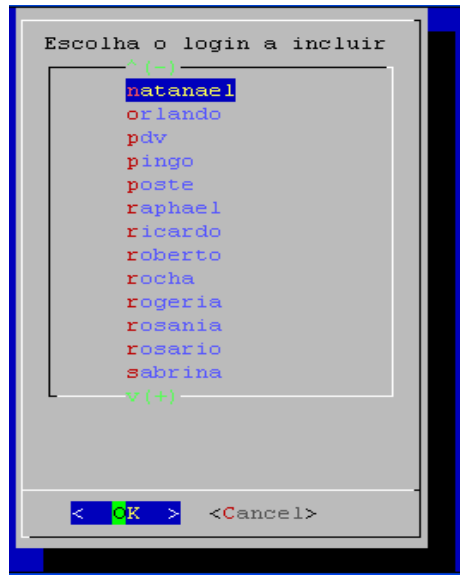 Escolha o login a incluir
^(-)
natanael
orlando
pdv
pingo
poste
raphael
ricardo
roberto
rocha
rogeria
rosania
rosario
sabrina
v(+)
< OK > <Cancel>